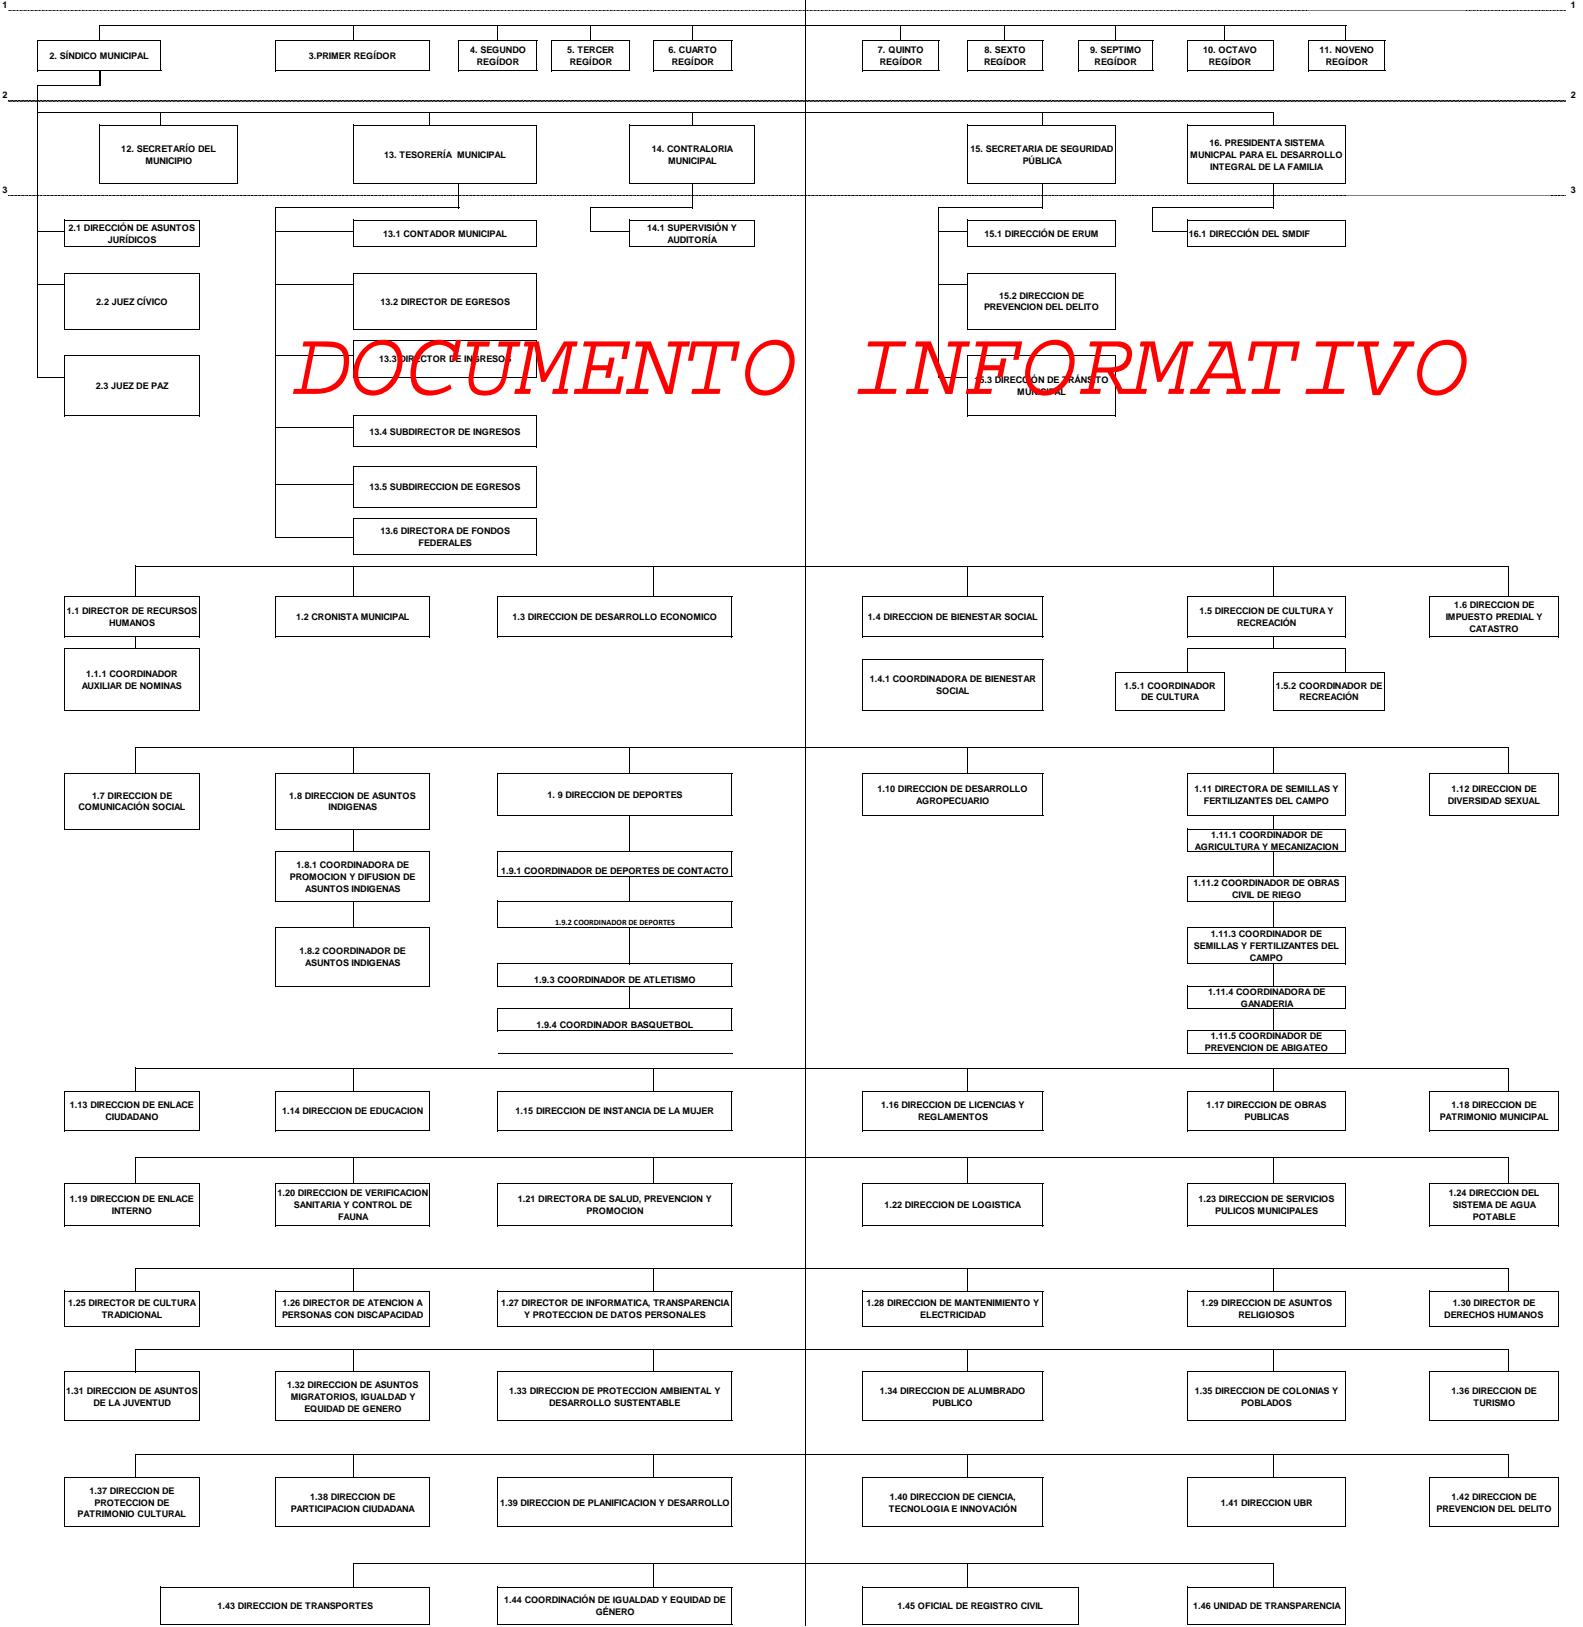 1 1
2. SÍNDICO MUNICIPAL
3.PRIMER REGÍDOR
4. SEGUNDO
REGÍDOR
5. TERCER
REGÍDOR
6. CUARTO
REGÍDOR
7. QUINTO
REGÍDOR
8. SEXTO
REGÍDOR
9. SEPTIMO
REGÍDOR
10. OCTAVO
REGÍDOR
11. NOVENO
REGÍDOR
2 2
12. SECRETARÍO DEL
MUNICIPIO
13. TESORERÍA MUNICIPAL
14. CONTRALORIA
MUNICIPAL
15. SECRETARIA DE SEGURIDAD
PÚBLICA
16. PRESIDENTA SISTEMA
MUNICPAL PARA EL DESARROLLO
INTEGRAL DE LA FAMILIA
3 3
2.1 DIRECCIÓN DE ASUNTOS
JURÍDICOS
13.1 CONTADOR MUNICIPAL
14.1 SUPERVISIÓN Y
AUDITORÍA
15.1 DIRECCIÓN DE ERUM
16.1 DIRECCIÓN DEL SMDIF
2.2 JUEZ CÍVICO
13.2 DIRECTOR DE EGRESOS
15.2 DIRECCION DE
PREVENCION DEL DELITO
DOCUMENTO INFORMATIVO
2.3 JUEZ DE PAZ
13.3 DIRECTOR DE INGRESOS
15.3 DIRECCIÓN DE TRÁNSITO
MUNICIPAL
13.4 SUBDIRECTOR DE INGRESOS
13.5 SUBDIRECCION DE EGRESOS
13.6 DIRECTORA DE FONDOS
FEDERALES
1.1 DIRECTOR DE RECURSOS
HUMANOS
1.2 CRONISTA MUNICIPAL
1.3 DIRECCION DE DESARROLLO ECONOMICO
1.4 DIRECCION DE BIENESTAR SOCIAL
1.5 DIRECCION DE CULTURA Y
RECREACIÓN
1.6 DIRECCION DE
IMPUESTO PREDIAL Y
CATASTRO
1.1.1 COORDINADOR
AUXILIAR DE NOMINAS
1.4.1 COORDINADORA DE BIENESTAR
SOCIAL
1.5.1 COORDINADOR
DE CULTURA
1.5.2 COORDINADOR DE
RECREACIÓN
1.7 DIRECCION DE
COMUNICACIÓN SOCIAL
1.8 DIRECCION DE ASUNTOS
INDIGENAS
1. 9 DIRECCION DE DEPORTES
1.10 DIRECCION DE DESARROLLO
AGROPECUARIO
1.11 DIRECTORA DE SEMILLAS Y
FERTILIZANTES DEL CAMPO
1.12 DIRECCION DE
DIVERSIDAD SEXUAL
1.8.1 COORDINADORA DE
PROMOCION Y DIFUSION DE
ASUNTOS INDIGENAS
1.9.1 COORDINADOR DE DEPORTES DE CONTACTO
1.11.1 COORDINADOR DE
AGRICULTURA Y MECANIZACION
1.11.2 COORDINADOR DE OBRAS
CIVIL DE RIEGO
1.8.2 COORDINADOR DE
ASUNTOS INDIGENAS
1.9.2 COORDINADOR DE DEPORTES
1.11.3 COORDINADOR DE
SEMILLAS Y FERTILIZANTES DEL
CAMPO
1.9.3 COORDINADOR DE ATLETISMO
1.11.4 COORDINADORA DE
GANADERIA
1.9.4 COORDINADOR BASQUETBOL
1.11.5 COORDINADOR DE
PREVENCION DE ABIGATEO
1.13 DIRECCION DE ENLACE
CIUDADANO
1.14 DIRECCION DE EDUCACION
1.15 DIRECCION DE INSTANCIA DE LA MUJER
1.16 DIRECCION DE LICENCIAS Y
REGLAMENTOS
1.17 DIRECCION DE OBRAS
PUBLICAS
1.18 DIRECCION DE
PATRIMONIO MUNICIPAL
1.19 DIRECCION DE ENLACE
INTERNO
1.20 DIRECCION DE VERIFICACION
SANITARIA Y CONTROL DE
FAUNA
1.21 DIRECTORA DE SALUD, PREVENCION Y
PROMOCION
1.22 DIRECCION DE LOGISTICA
1.23 DIRECCION DE SERVICIOS
PULICOS MUNICIPALES
1.24 DIRECCION DEL
SISTEMA DE AGUA
POTABLE
1.25 DIRECTOR DE CULTURA
TRADICIONAL
1.26 DIRECTOR DE ATENCION A
PERSONAS CON DISCAPACIDAD
1.27 DIRECTOR DE INFORMATICA, TRANSPARENCIA
Y PROTECCION DE DATOS PERSONALES
1.28 DIRECCION DE MANTENIMIENTO Y
ELECTRICIDAD
1.29 DIRECCION DE ASUNTOS
RELIGIOSOS
1.30 DIRECTOR DE
DERECHOS HUMANOS
1.31 DIRECCION DE ASUNTOS
DE LA JUVENTUD
1.32 DIRECCION DE ASUNTOS
MIGRATORIOS, IGUALDAD Y
EQUIDAD DE GENERO
1.33 DIRECCION DE PROTECCION AMBIENTAL Y
DESARROLLO SUSTENTABLE
1.34 DIRECCION DE ALUMBRADO
PUBLICO
1.35 DIRECCION DE COLONIAS Y
POBLADOS
1.36 DIRECCION DE
TURISMO
1.37 DIRECCION DE
PROTECCION DE
PATRIMONIO CULTURAL
1.38 DIRECCION DE
PARTICIPACION CIUDADANA
1.39 DIRECCION DE PLANIFICACION Y DESARROLLO
1.40 DIRECCION DE CIENCIA,
TECNOLOGIA E INNOVACIÓN
1.41 DIRECCION UBR
1.42 DIRECCION DE
PREVENCION DEL DELITO
1.43 DIRECCION DE TRANSPORTES
1.44 COORDINACIÓN DE IGUALDAD Y EQUIDAD DE
GÉNERO
1.45 OFICIAL DE REGISTRO CIVIL
1.46 UNIDAD DE TRANSPARENCIA